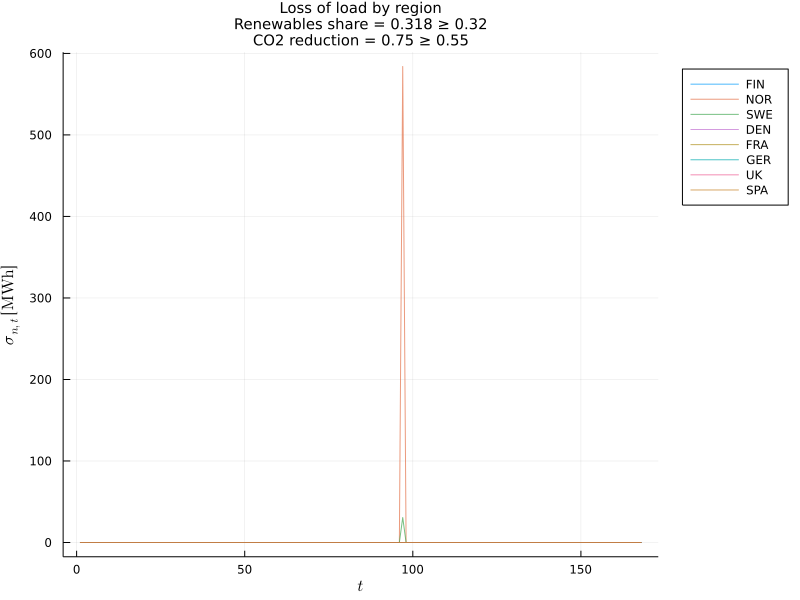 Loss of load by region
Renewables share = 0.318 ≥ 0.32
CO2 reduction = 0.75 ≥ 0.55
600
500
400
300
200
100
0
σn,t [MWh]
0
50
100
150
t
FIN
NOR
SWE
DEN
FRA
GER
UK
SPA